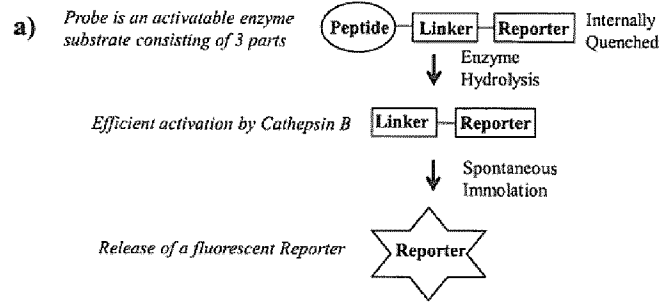 a)
Probe is an activatable enzyme
substrate consisting of 3 parts
Peptide Linker Reporter
Internally
Quenched
Enzyme
Hydrolysis
Efficient activation by Cathepsin B
Linker Reporter
Spontaneous
Immolation
Release of a fluorescent Reporter
Reporter